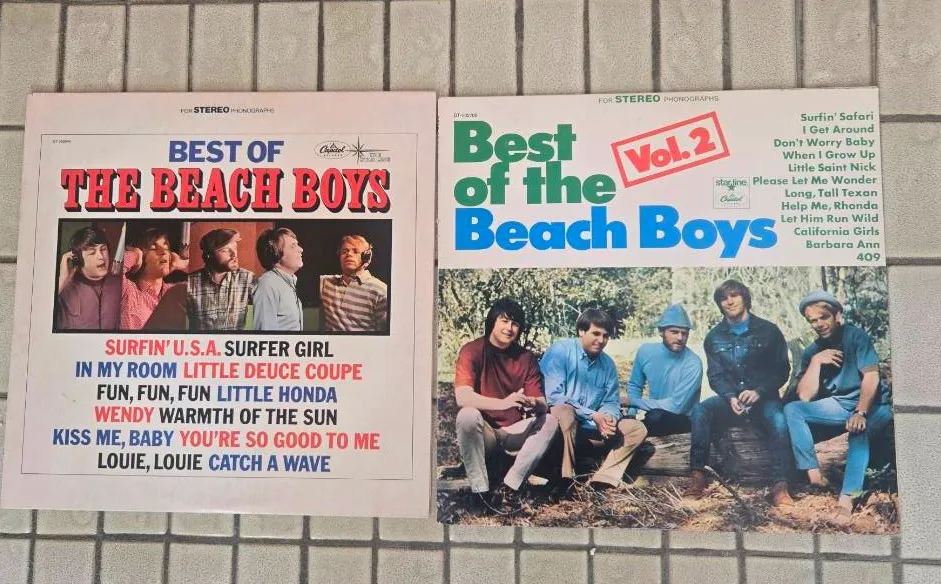 FOR STEREO PHONOGRAPHS
Capitol
BEST OF
THE BEACH BOYS
SURFIN' U.S.A. SURFER GIRL
IN MY ROOM LITTLE DEUCE COUPE
FUN, FUN, FUN LITTLE HONDA
WENDY WARMTH OF THE SUN
KISS ME, BABY YOU'RE SO GOOD TO ME
LOUIE, LOUIE CATCH A WAVE
FOR STEREO PHONOGRAPHS
Best
of the
Beach Boys
Vol. 2
starline
Capitol
Surfin' Safari
I Get Around
Don't Worry Baby
When I Grow Up
Little Saint Nick
Please Let Me Wonder
Long, Tall Texan
Help Me, Rhonda
Let Him Run Wild
California Girls
Barbara Ann
409